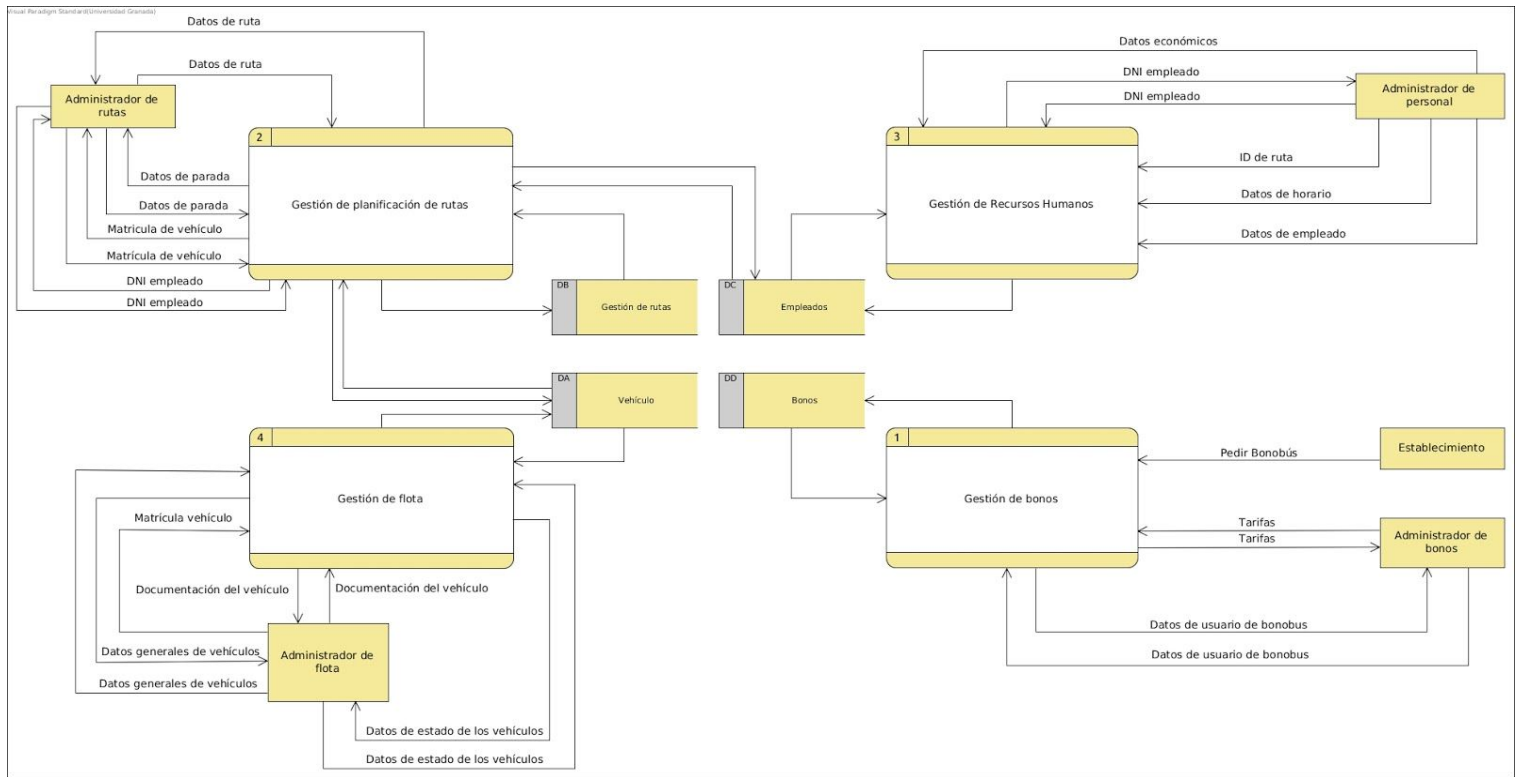 Visual Paradigm Standard(Universidad Granada)
Datos de ruta
Datos de ruta
Administrador de
rutas
2
Gestión de planificación de rutas
Datos de parada
Datos de parada
Matricula de vehículo
Matrícula de vehículo
DNI empleado
DNI empleado
Datos económicos
DNI empleado
DNI empleado
Administrador de
personal
3
Gestión de Recursos Humanos
ID de ruta
Datos de horario
Datos de empleado
DB
Gestión de rutas
DC
Empleados
DA
Vehículo
DD
Bonos
4
Gestión de flota
Matricula vehículo
Documentación del vehículo
Documentación del vehículo
Datos generales de vehículos
Datos generales de vehículos
Administrador de
flota
Datos de estado de los vehículos
Datos de estado de los vehículos
1
Gestión de bonos
Pedir Bonobús
Establecimiento
Tarifas
Tarifas
Administrador de
bonos
Datos de usuario de bonobus
Datos de usuario de bonobus